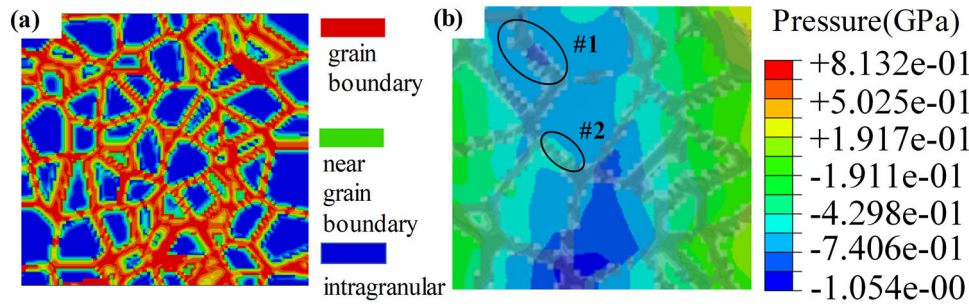 (a)
grain
boundary
near
grain
boundary
intragranular
(b)
#1
#2
Pressure(GPa)
+8.132e-01
+5.025e-01
+1.917e-01
-1.911e-01
-4.298e-01
-7.406e-01
-1.054e-00